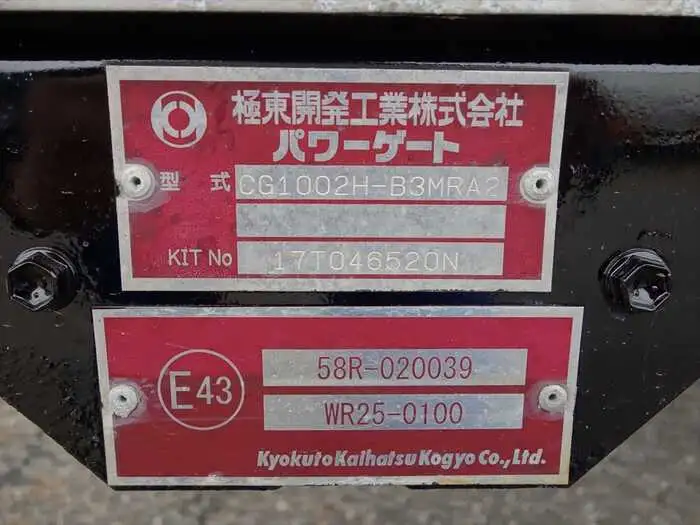 極東開発工業株式会社
パワーゲート
型式 CG1002H-B3MRA2
KIT No 17T046520N
E43
58R-020039
WR25-0100
Kyokuto Kaihatsu Kogyo Co., Ltd.